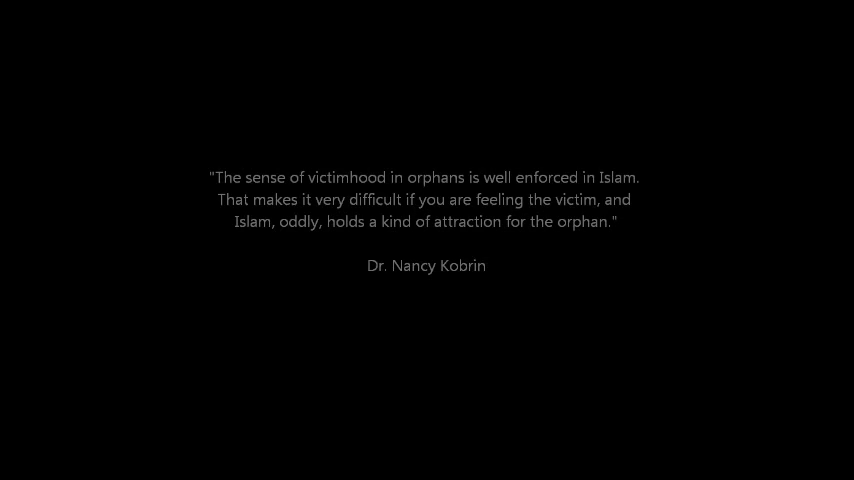 "The sense of victimhood in orphans is well enforced in Islam.
That makes it very difficult if you are feeling the victim, and
Islam, oddly, holds a kind of attraction for the orphan."
Dr. Nancy Kobrin